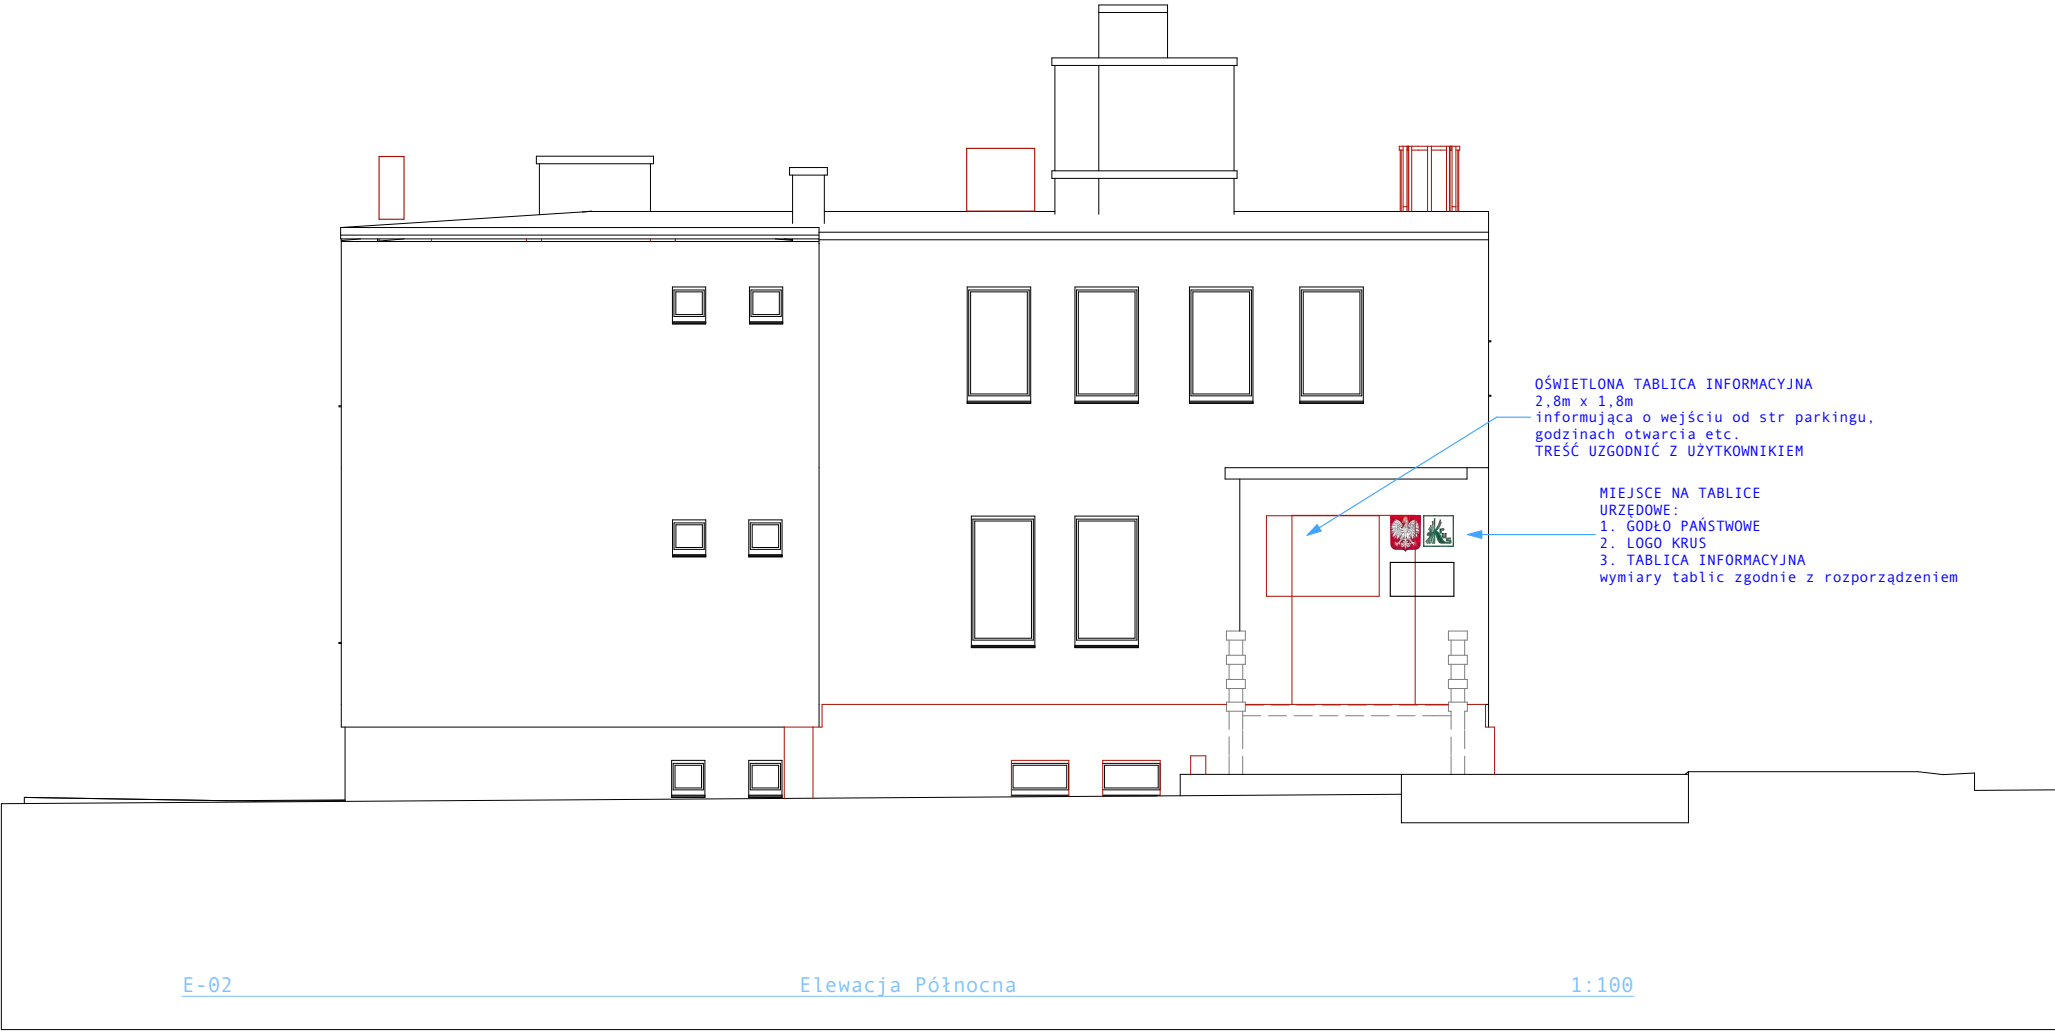 OŚWIETLONA TABLICA INFORMACYJNA
2,8m x 1,8m
informująca o wejściu od str parkingu,
godzinach otwarcia etc.
TREŚĆ UZGODNIĆ Z UŻYTKOWNIKIEM
MIEJSCE NA TABLICE
URZĘDOWE:
1. GODŁO PAŃSTWOWE
2. LOGO KRUS
3. TABLICA INFORMACYJNA
wymiary tablic zgodnie z rozporządzeniem
KRUS
E-02 Elewacja Północna 1:100